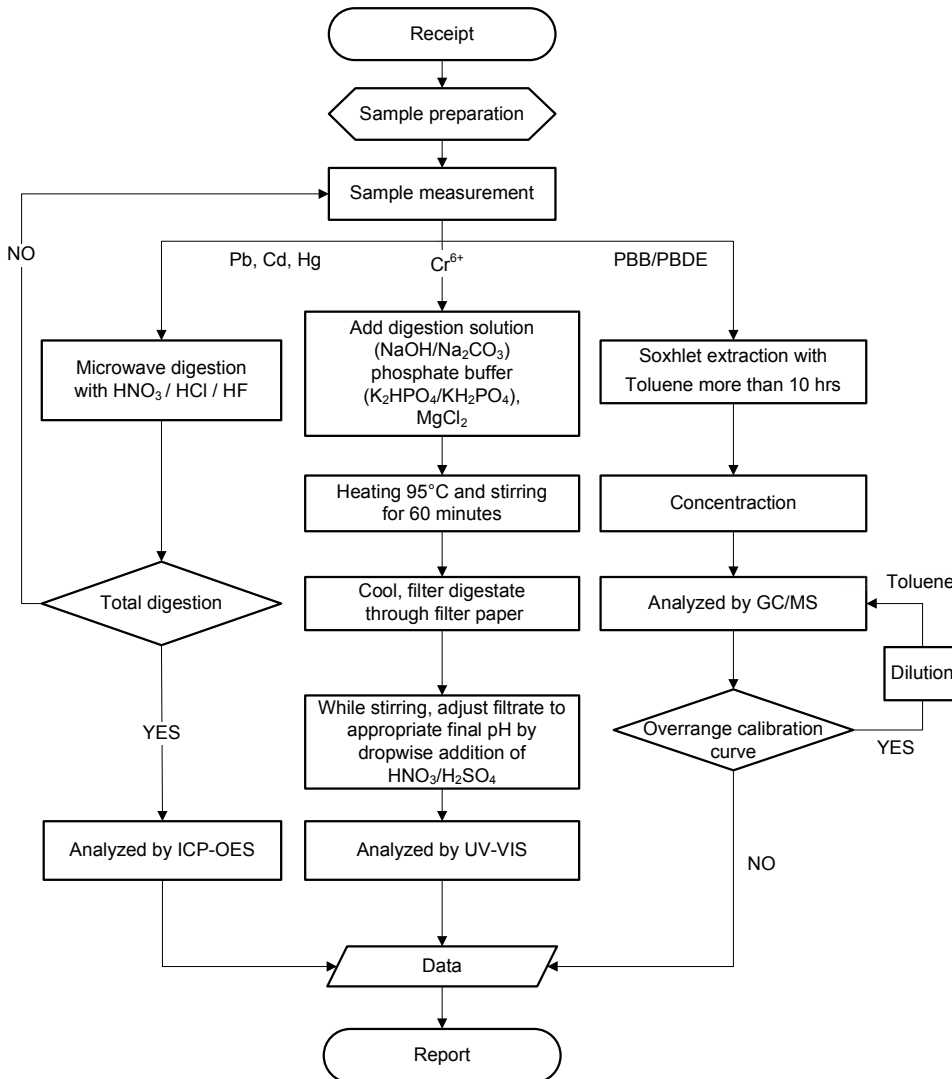 Receipt
Sample preparation
Sample measurement
NO
Pb, Cd, Hg
Cr⁶⁺
PBB/PBDE
Microwave digestion
with HNO₃ / HCl / HF
Add digestion solution
(NaOH/Na₂CO₃)
phosphate buffer
(K₂HPO₄/KH₂PO₄),
MgCl₂
Soxhlet extraction with
Toluene more than 10 hrs
Heating 95°C and stirring
for 60 minutes
Concentraction
Total digestion
Cool, filter digestate
through filter paper
Analyzed by GC/MS
Toluene
Dilution
YES
While stirring, adjust filtrate to
appropriate final pH by
dropwise addition of
HNO₃/H₂SO₄
Overrange calibration
curve
YES
Analyzed by ICP-OES
Analyzed by UV-VIS
NO
Data
Report